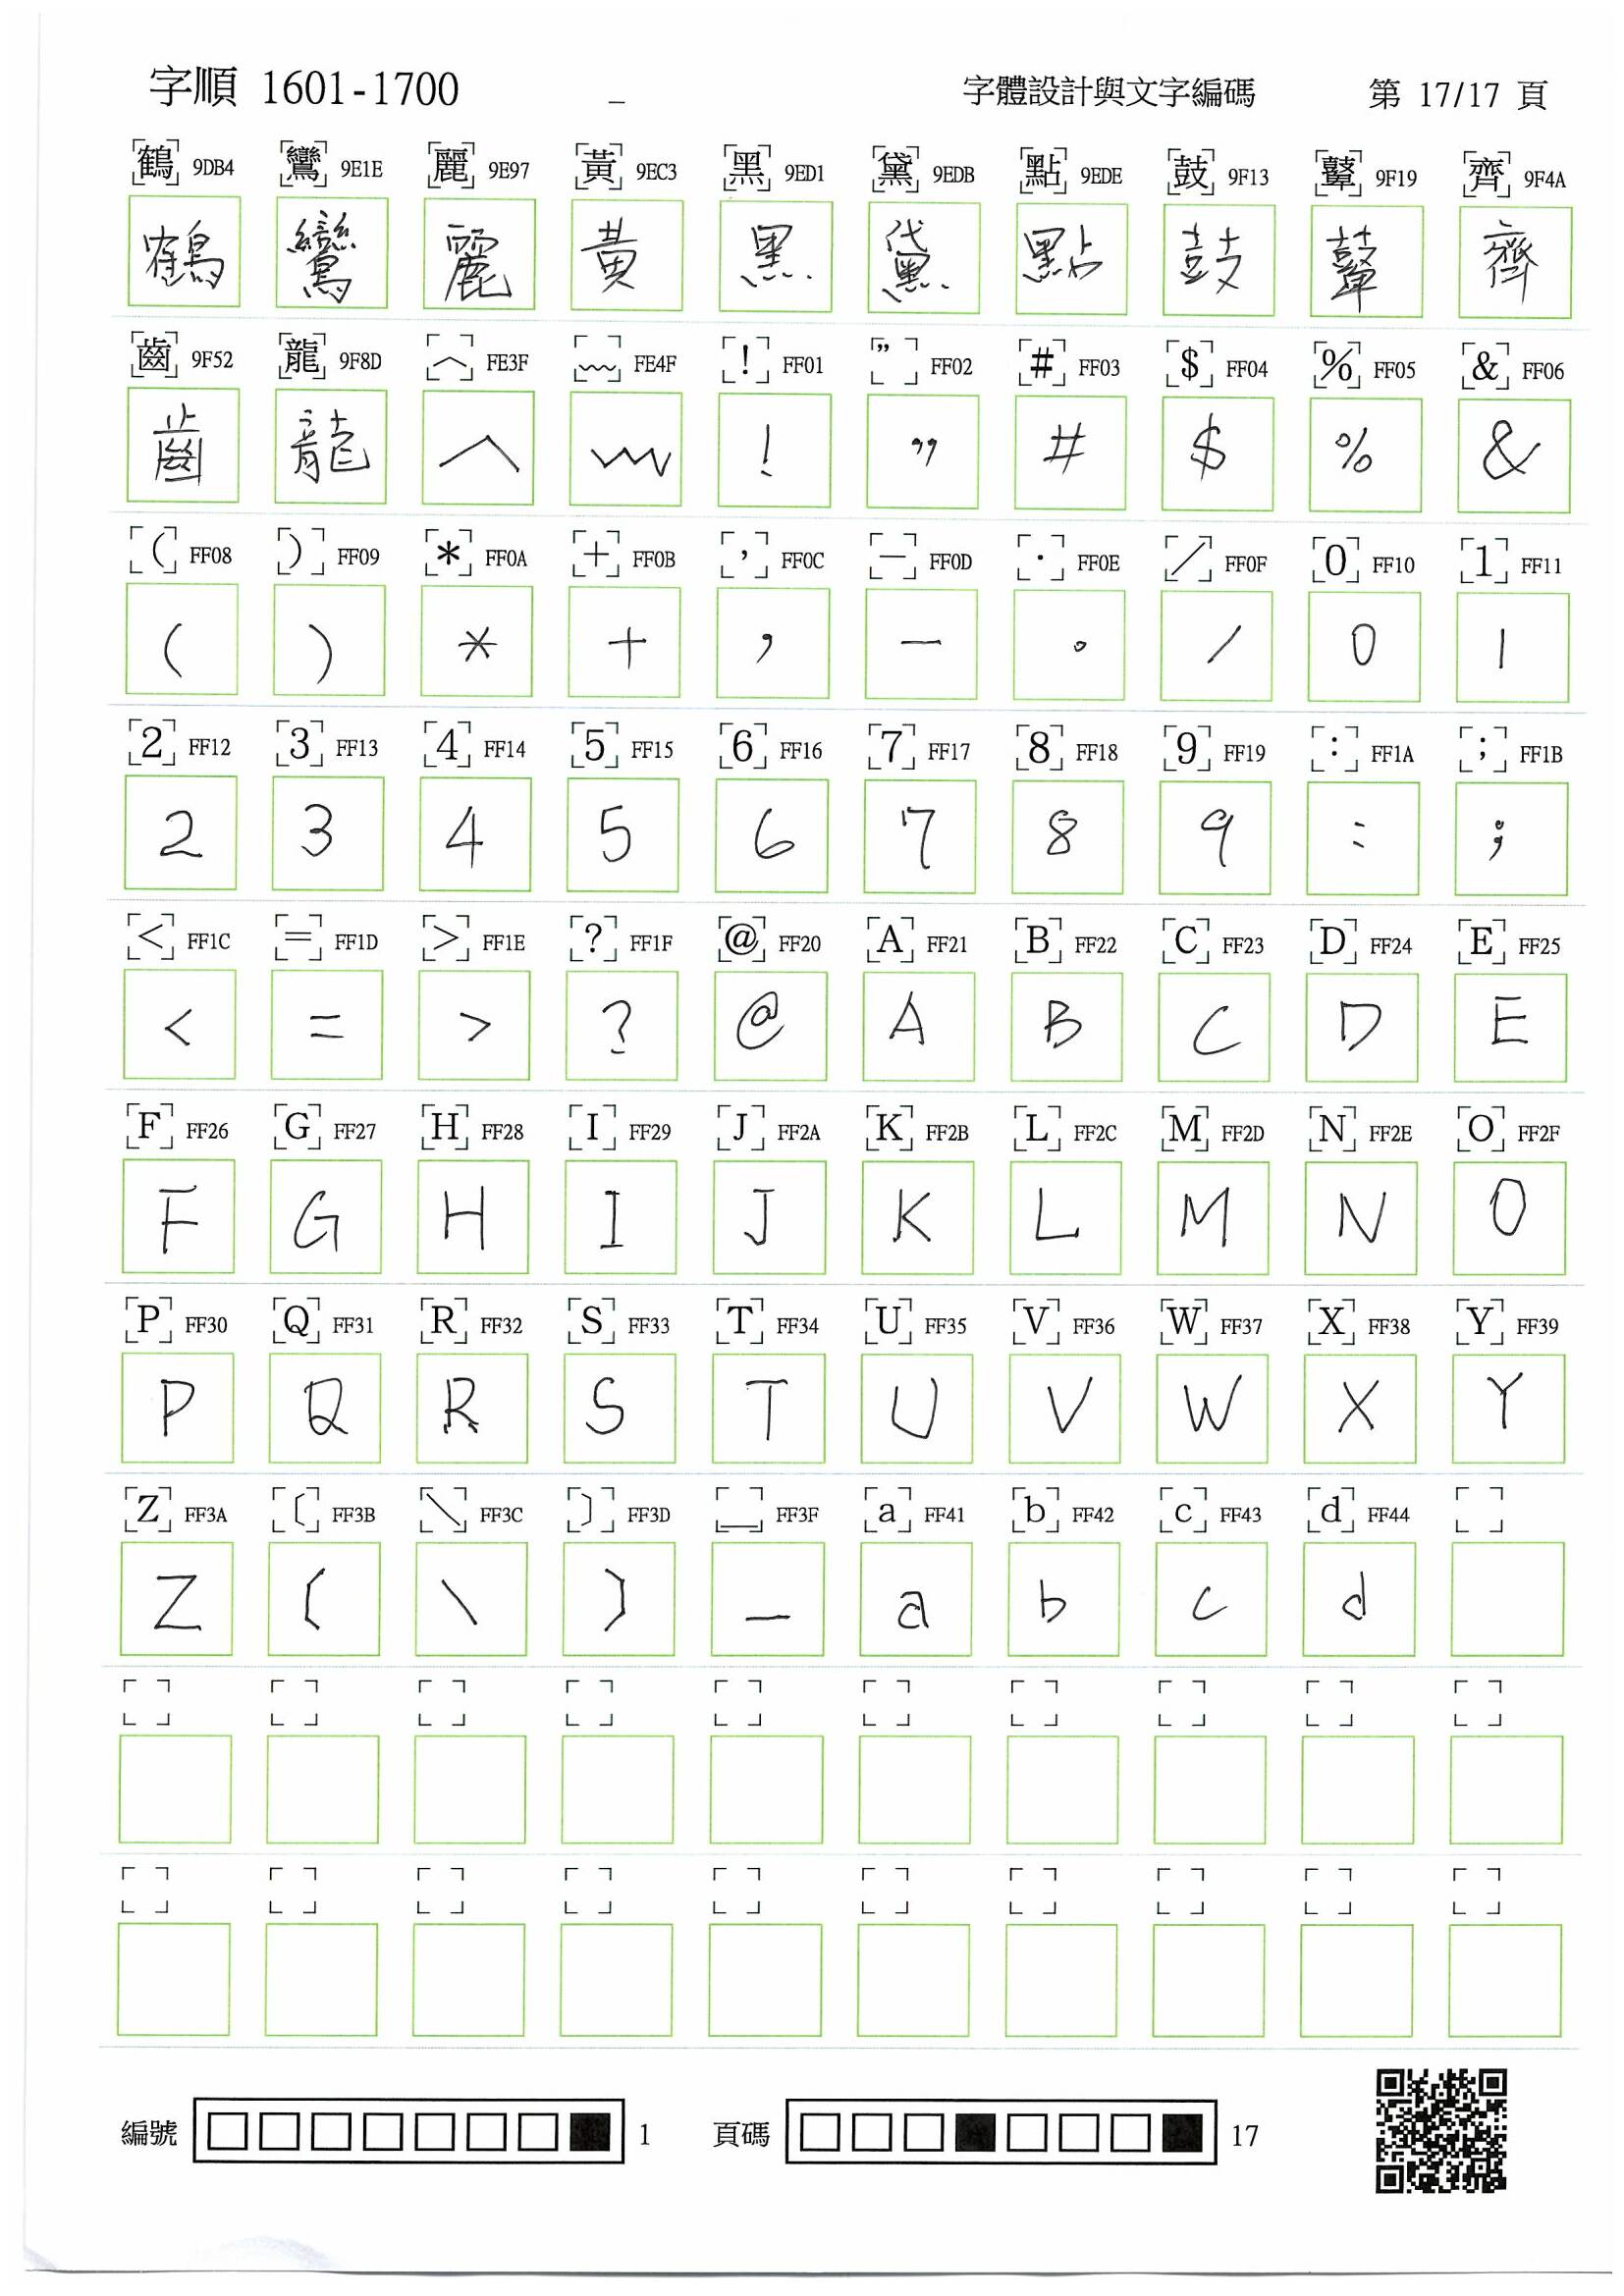 字順 1601-1700 _ 字體設計與文字編碼 第 17/17 頁
鶴 9DB4 鸞 9E1E 麗 9E97 黃 9EC3 黑 9ED1 黛 9EDB 點 9EDE 鼓 9F13 鼙 9F19 齊 9F4A
鶴 鸞 麗 黃 黑 黛 點 鼓 鼙 齊
齒 9F52 龍 9F8D ︿ FE3F ﹏ FE4F ! FF01 ” FF02 # FF03 $ FF04 % FF05 & FF06
齒 龍 ︿ ﹏ ! ” # $ % &
( FF08 ) FF09 * FF0A + FF0B , FF0C － FF0D . FF0E / FF0F 0 FF10 1 FF11
( ) * + , － 。 / 0 1
2 FF12 3 FF13 4 FF14 5 FF15 6 FF16 7 FF17 8 FF18 9 FF19 : FF1A ; FF1B
2 3 4 5 6 7 8 9 : ;
< FF1C = FF1D > FF1E ? FF1F @ FF20 A FF21 B FF22 C FF23 D FF24 E FF25
< = > ? @ A B C D E
F FF26 G FF27 H FF28 I FF29 J FF2A K FF2B L FF2C M FF2D N FF2E O FF2F
F G H I J K L M N O
P FF30 Q FF31 R FF32 S FF33 T FF34 U FF35 V FF36 W FF37 X FF38 Y FF39
P Q R S T U V W X Y
Z FF3A 〔 FF3B \ FF3C 〕 FF3D _ FF3F a FF41 b FF42 c FF43 d FF44
Z 〔 \ 〕 _ a b c d
編號 1 頁碼 17